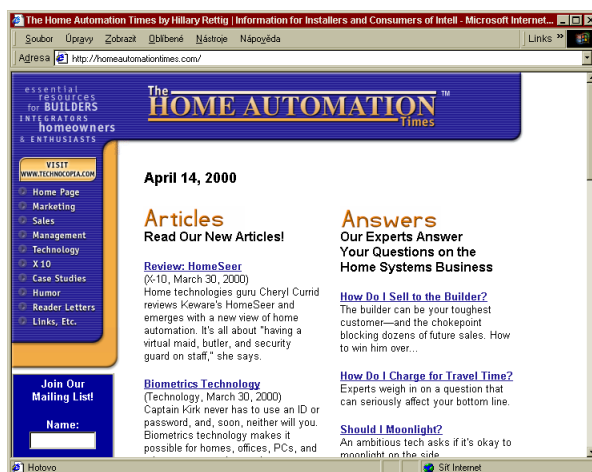 The Home Automation Times by Hillary Rettig | Information for Installers and Consumers of Intell - Microsoft Internet...
Soubor Úpravy Zobrazit Oblíbené Nástroje Nápověda
Links »
Adresa http://homeautomationtimes.com/
essential
resources
for BUILDERS
INTEGRATORS
homeowners
& ENTHUSIASTS
The
HOME AUTOMATION ™
Times
VISIT
WWW.TECHNOCOPIA.COM
Home Page
Marketing
Sales
Management
Technology
X10
Case Studies
Humor
Reader Letters
Links, Etc.
Join Our
Mailing List!
Name:
April 14, 2000
Articles
Read Our New Articles!
Review: HomeSeer
(X-10, March 30, 2000)
Home technologies guru Cheryl Currid
reviews Keware's HomeSeer and
emerges with a new view of home
automation. It's all about "having a
virtual maid, butler, and security
guard on staff," she says.
Biometrics Technology
(Technology, March 30, 2000)
Captain Kirk never has to use an ID or
password, and, soon, neither will you.
Biometrics technology makes it
possible for homes, offices, PCs, and
Answers
Our Experts Answer
Your Questions on the
Home Systems Business
How Do I Sell to the Builder?
The builder can be your toughest
customer—and the chokepoint
blocking dozens of future sales. How
to win him over...
How Do I Charge for Travel Time?
Experts weigh in on a question that
can seriously affect your bottom line.
Should I Moonlight?
An ambitious tech asks if it's okay to
moonlight on the side
Hotovo
Síť Internet